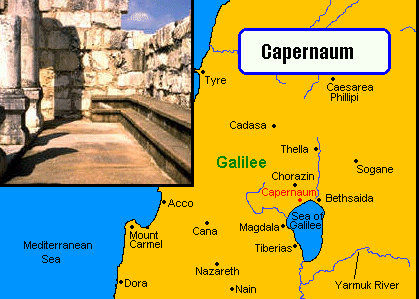 Capernaum
Tyre
Caesarea
Phillipi
Cadasa
Thella
Galilee
Sogane
Chorazin
Capernaum
Bethsaida
Acco
Sea of
Galilee
Cana
Magdala
Mount
Carmel
Tiberias
Mediterranean
Sea
Nazareth
Dora
Nain
Yarmuk River